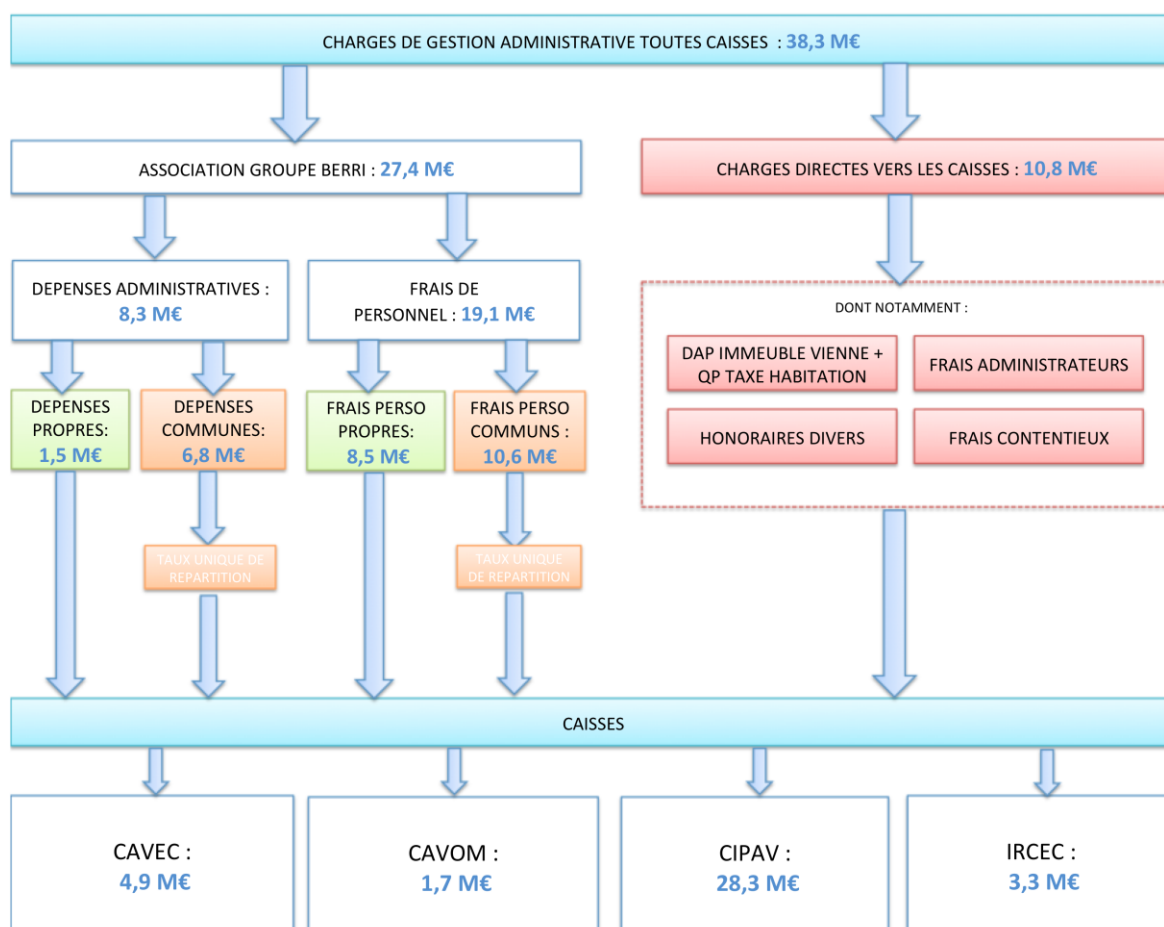 CHARGES DE GESTION ADMINISTRATIVE TOUTES CAISSES : 38,3 M€
ASSOCIATION GROUPE BERRI : 27,4 M€
CHARGES DIRECTES VERS LES CAISSES : 10,8 M€
DEPENSES ADMINISTRATIVES :
8,3 M€
FRAIS DE
PERSONNEL : 19,1 M€
DONT NOTAMMENT :
DAP IMMEUBLE VIENNE +
QP TAXE HABITATION
FRAIS ADMINISTRATEURS
HONORAIRES DIVERS
FRAIS CONTENTIEUX
DEPENSES
PROPRES:
1,5 M€
DEPENSES
COMMUNES:
6,8 M€
FRAIS PERSO
PROPRES:
8,5 M€
FRAIS PERSO
COMMUNS :
10,6 M€
TAUX UNIQUE DE
REPARTITION
TAUX UNIQUE
DE REPARTITION
CAISSES
CAVEC :
4,9 M€
CAVOM :
1,7 M€
CIPAV :
28,3 M€
IRCEC :
3,3 M€